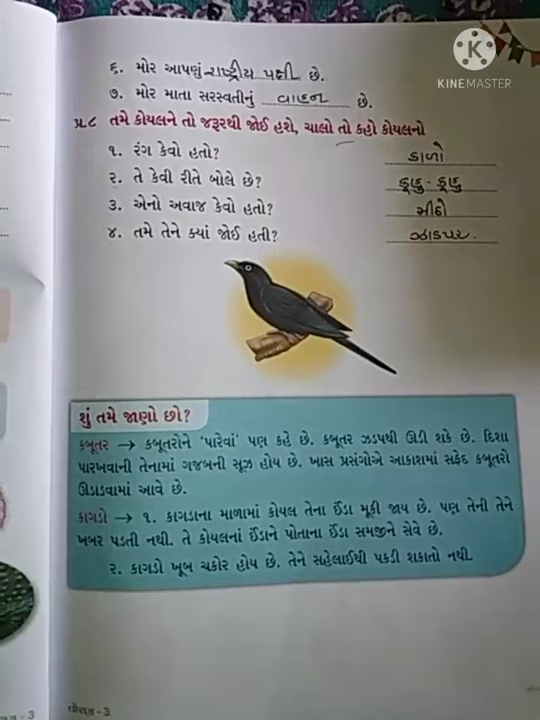 K
KINEMASTER
૬. મોર આપણું રાષ્ટ્રીય પક્ષી છે.
૭. મોર માતા સરસ્વતીનું વાહન છે.
પ્ર.૮ તમે કોયલને તો જરૂરથી જોઈ હશે, ચાલો તો કહો કોયલનો
૧. રંગ કેવો હતો? કાળો
૨. તે કેવી રીતે બોલે છે? કૂહુ-કૂહુ
૩. એનો અવાજ કેવો હતો? મીઠો
૪. તમે તેને ક્યાં જોઈ હતી? ઝાડપર.
શું તમે જાણો છો?
કબૂતર → કબૂતરોને 'પારેવાં' પણ કહે છે. કબૂતર ઝડપથી ઊડી શકે છે. દિશા
પારખવાની તેનામાં ગજબની સૂઝ હોય છે. ખાસ પ્રસંગોએ આકાશમાં સફેદ કબૂતરો
ઊડાડવામાં આવે છે.
કાગડો → ૧. કાગડાના માળામાં કોયલ તેના ઈંડા મૂકી જાય છે. પણ તેની તેને
ખબર પડતી નથી. તે કોયલનાં ઈંડાને પોતાના ઈંડા સમજીને સેવે છે.
૨. કાગડો ખૂબ ચકોર હોય છે. તેને સહેલાઈથી પકડી શકાતો નથી.
ધોરણ - 3